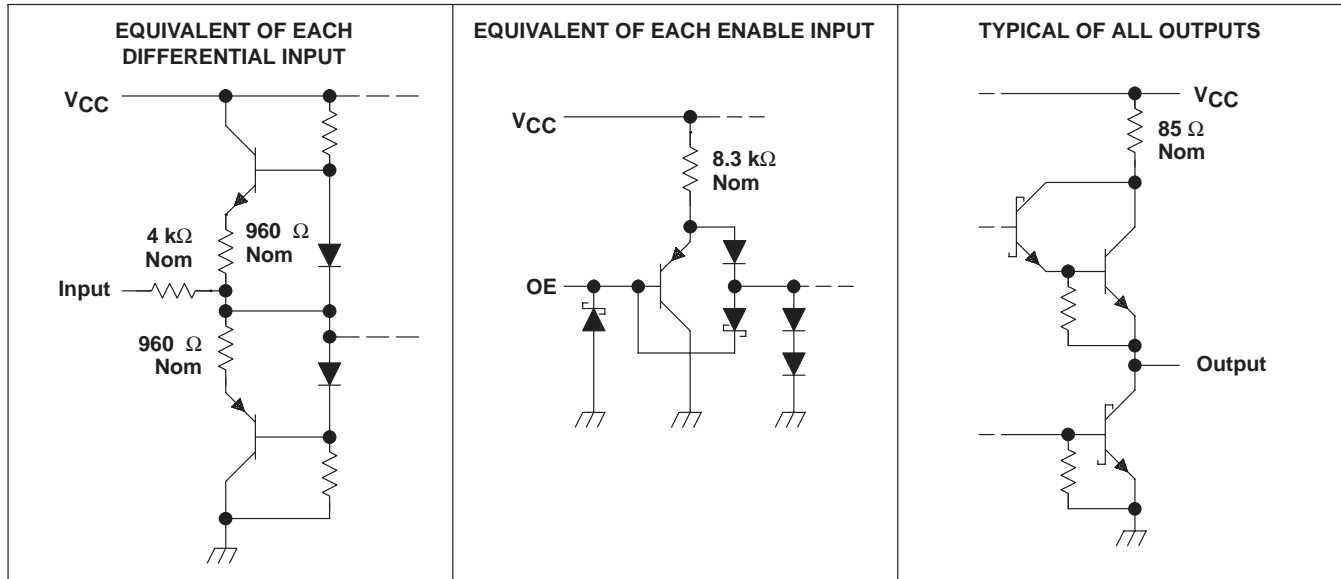 EQUIVALENT OF EACH
DIFFERENTIAL INPUT
VCC
4 kΩ
Nom
960 Ω
Nom
Input
960 Ω
Nom
EQUIVALENT OF EACH ENABLE INPUT
VCC
8.3 kΩ
Nom
OE
TYPICAL OF ALL OUTPUTS
VCC
85 Ω
Nom
Output